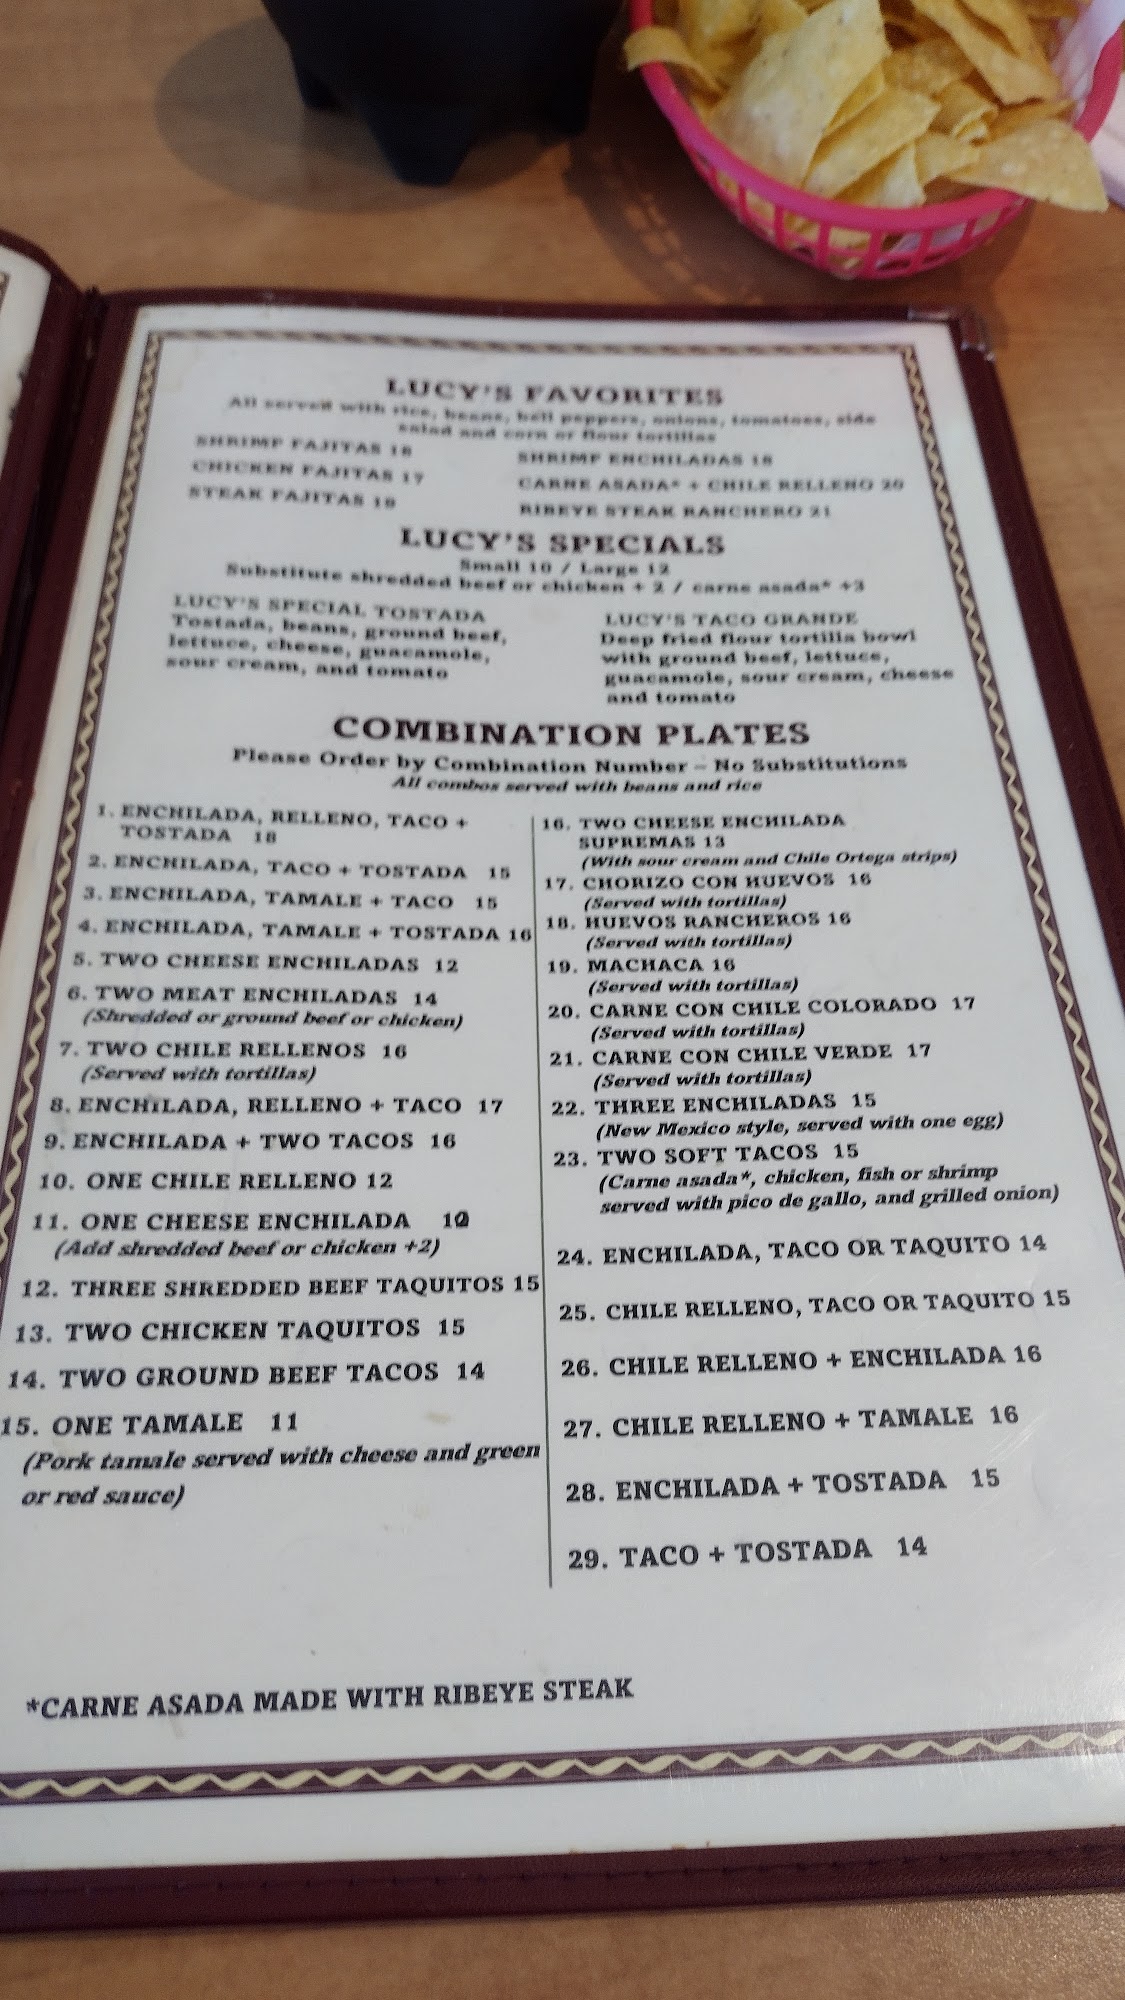 LUCY'S FAVORITES
All served with rice, beans, bell peppers, onions, tomatoes, side
salad and corn or flour tortillas
SHRIMP FAJITAS 18
CHICKEN FAJITAS 17
STEAK FAJITAS 19
SHRIMP ENCHILADAS 18
CARNE ASADA* + CHILE RELLENO 20
RIBEYE STEAK RANCHERO 21
LUCY'S SPECIALS
Small 10 / Large 12
Substitute shredded beef or chicken + 2 / carne asada* +3
LUCY'S SPECIAL TOSTADA
Tostada, beans, ground beef,
lettuce, cheese, guacamole,
sour cream, and tomato
LUCY'S TACO GRANDE
Deep fried flour tortilla bowl
with ground beef, lettuce,
guacamole, sour cream, cheese
and tomato
COMBINATION PLATES
Please Order by Combination Number – No Substitutions
All combos served with beans and rice
1. ENCHILADA, RELLENO, TACO +
TOSTADA 18
2. ENCHILADA, TACO + TOSTADA 15
3. ENCHILADA, TAMALE + TACO 15
4. ENCHILADA, TAMALE + TOSTADA 16
5. TWO CHEESE ENCHILADAS 12
6. TWO MEAT ENCHILADAS 14
(Shredded or ground beef or chicken)
7. TWO CHILE RELLENOS 16
(Served with tortillas)
8. ENCHILADA, RELLENO + TACO 17
9. ENCHILADA + TWO TACOS 16
10. ONE CHILE RELLENO 12
11. ONE CHEESE ENCHILADA
(Add shredded beef or chicken +2)
12. THREE SHREDDED BEEF TAQUITOS 15
13. TWO CHICKEN TAQUITOS 15
14. TWO GROUND BEEF TACOS 14
15. ONE TAMALE 11
(Pork tamale served with cheese and green
or red sauce)
16. TWO CHEESE ENCHILADA
SUPREMAS 13
(With sour cream and Chile Ortega strips)
17. CHORIZO CON HUEVOS 16
(Served with tortillas)
18. HUEVOS RANCHEROS 16
(Served with tortillas)
19. MACHACA 16
(Served with tortillas)
20. CARNE CON CHILE COLORADO 17
(Served with tortillas)
21. CARNE CON CHILE VERDE 17
(Served with tortillas)
22. THREE ENCHILADAS 15
(New Mexico style, served with one egg)
23. TWO SOFT TACOS 15
(Carne asada*, chicken, fish or shrimp
served with pico de gallo, and grilled onion)
24. ENCHILADA, TACO OR TAQUITO 14
25. CHILE RELLENO, TACO OR TAQUITO 15
26. CHILE RELLENO + ENCHILADA 16
27. CHILE RELLENO + TAMALE 16
28. ENCHILADA + TOSTADA 15
29. TACO + TOSTADA 14
*CARNE ASADA MADE WITH RIBEYE STEAK